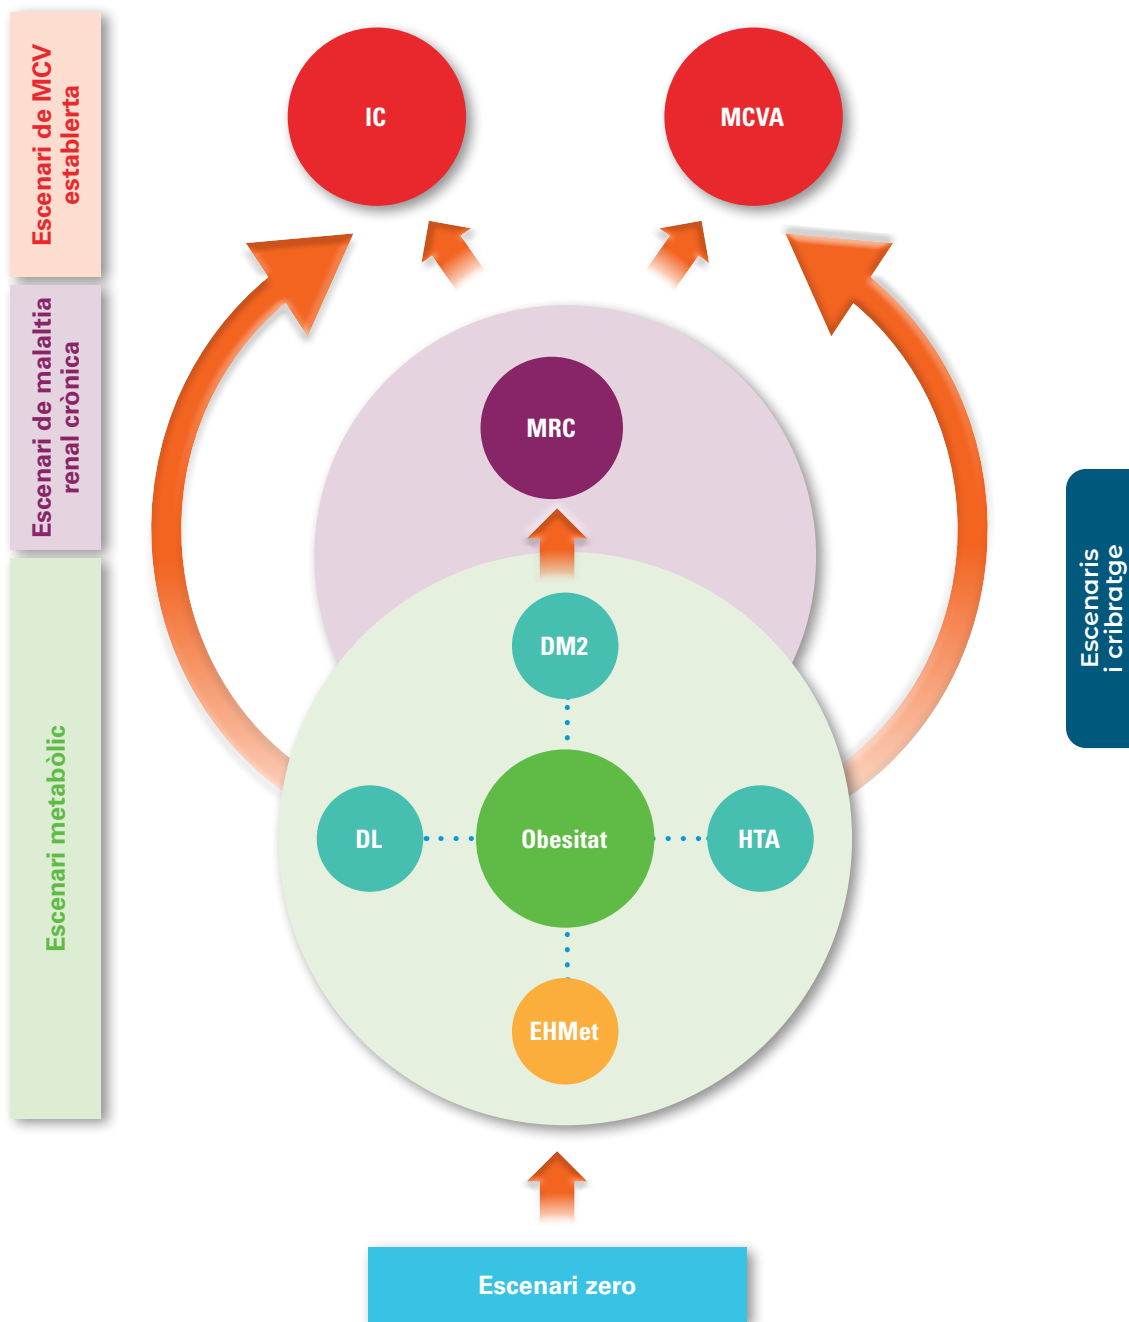 Escenari de MCV
establerta
IC
MCVA
Escenari de malaltia
renal crònica
MRC
Escenaris
i cribratge
DM2
Escenari metabòlic
DL
Obesitat
HTA
EHMet
Escenari zero